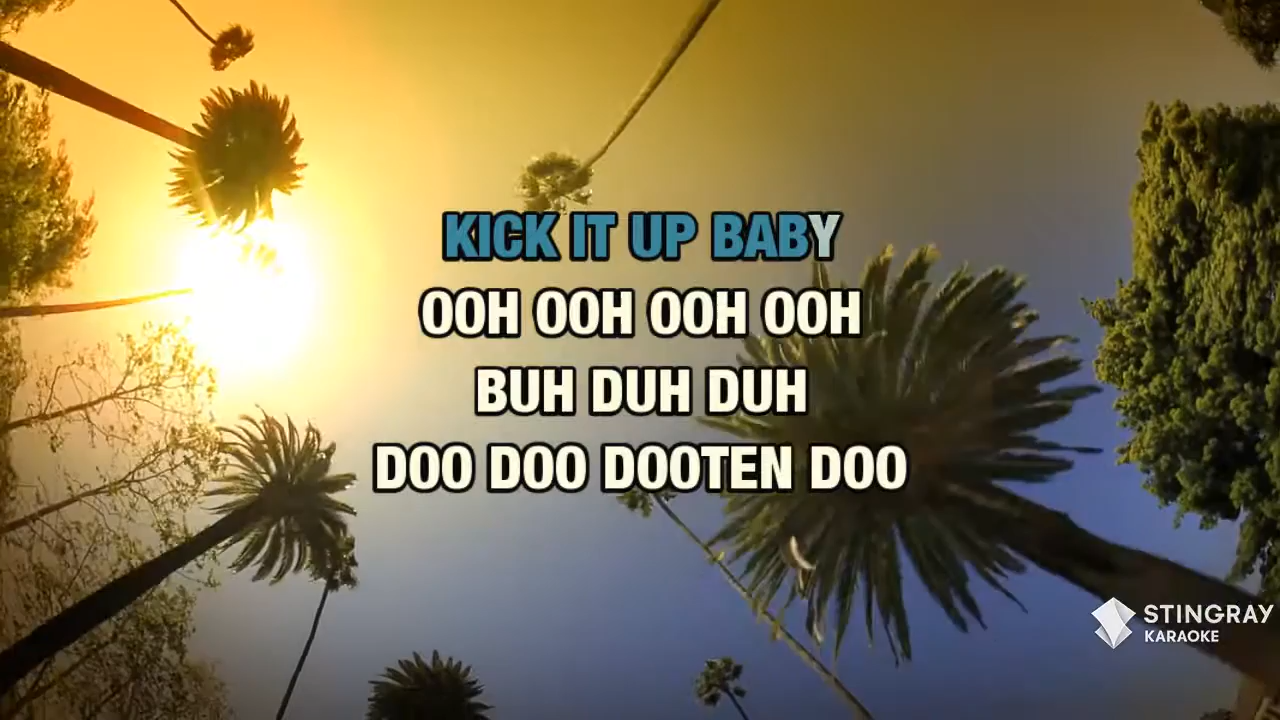 KICK IT UP BABY
OOH OOH OOH OOH
BUH DUH DUH
DOO DOO DOOTEN DOO
STINGRAY
KARAOKE